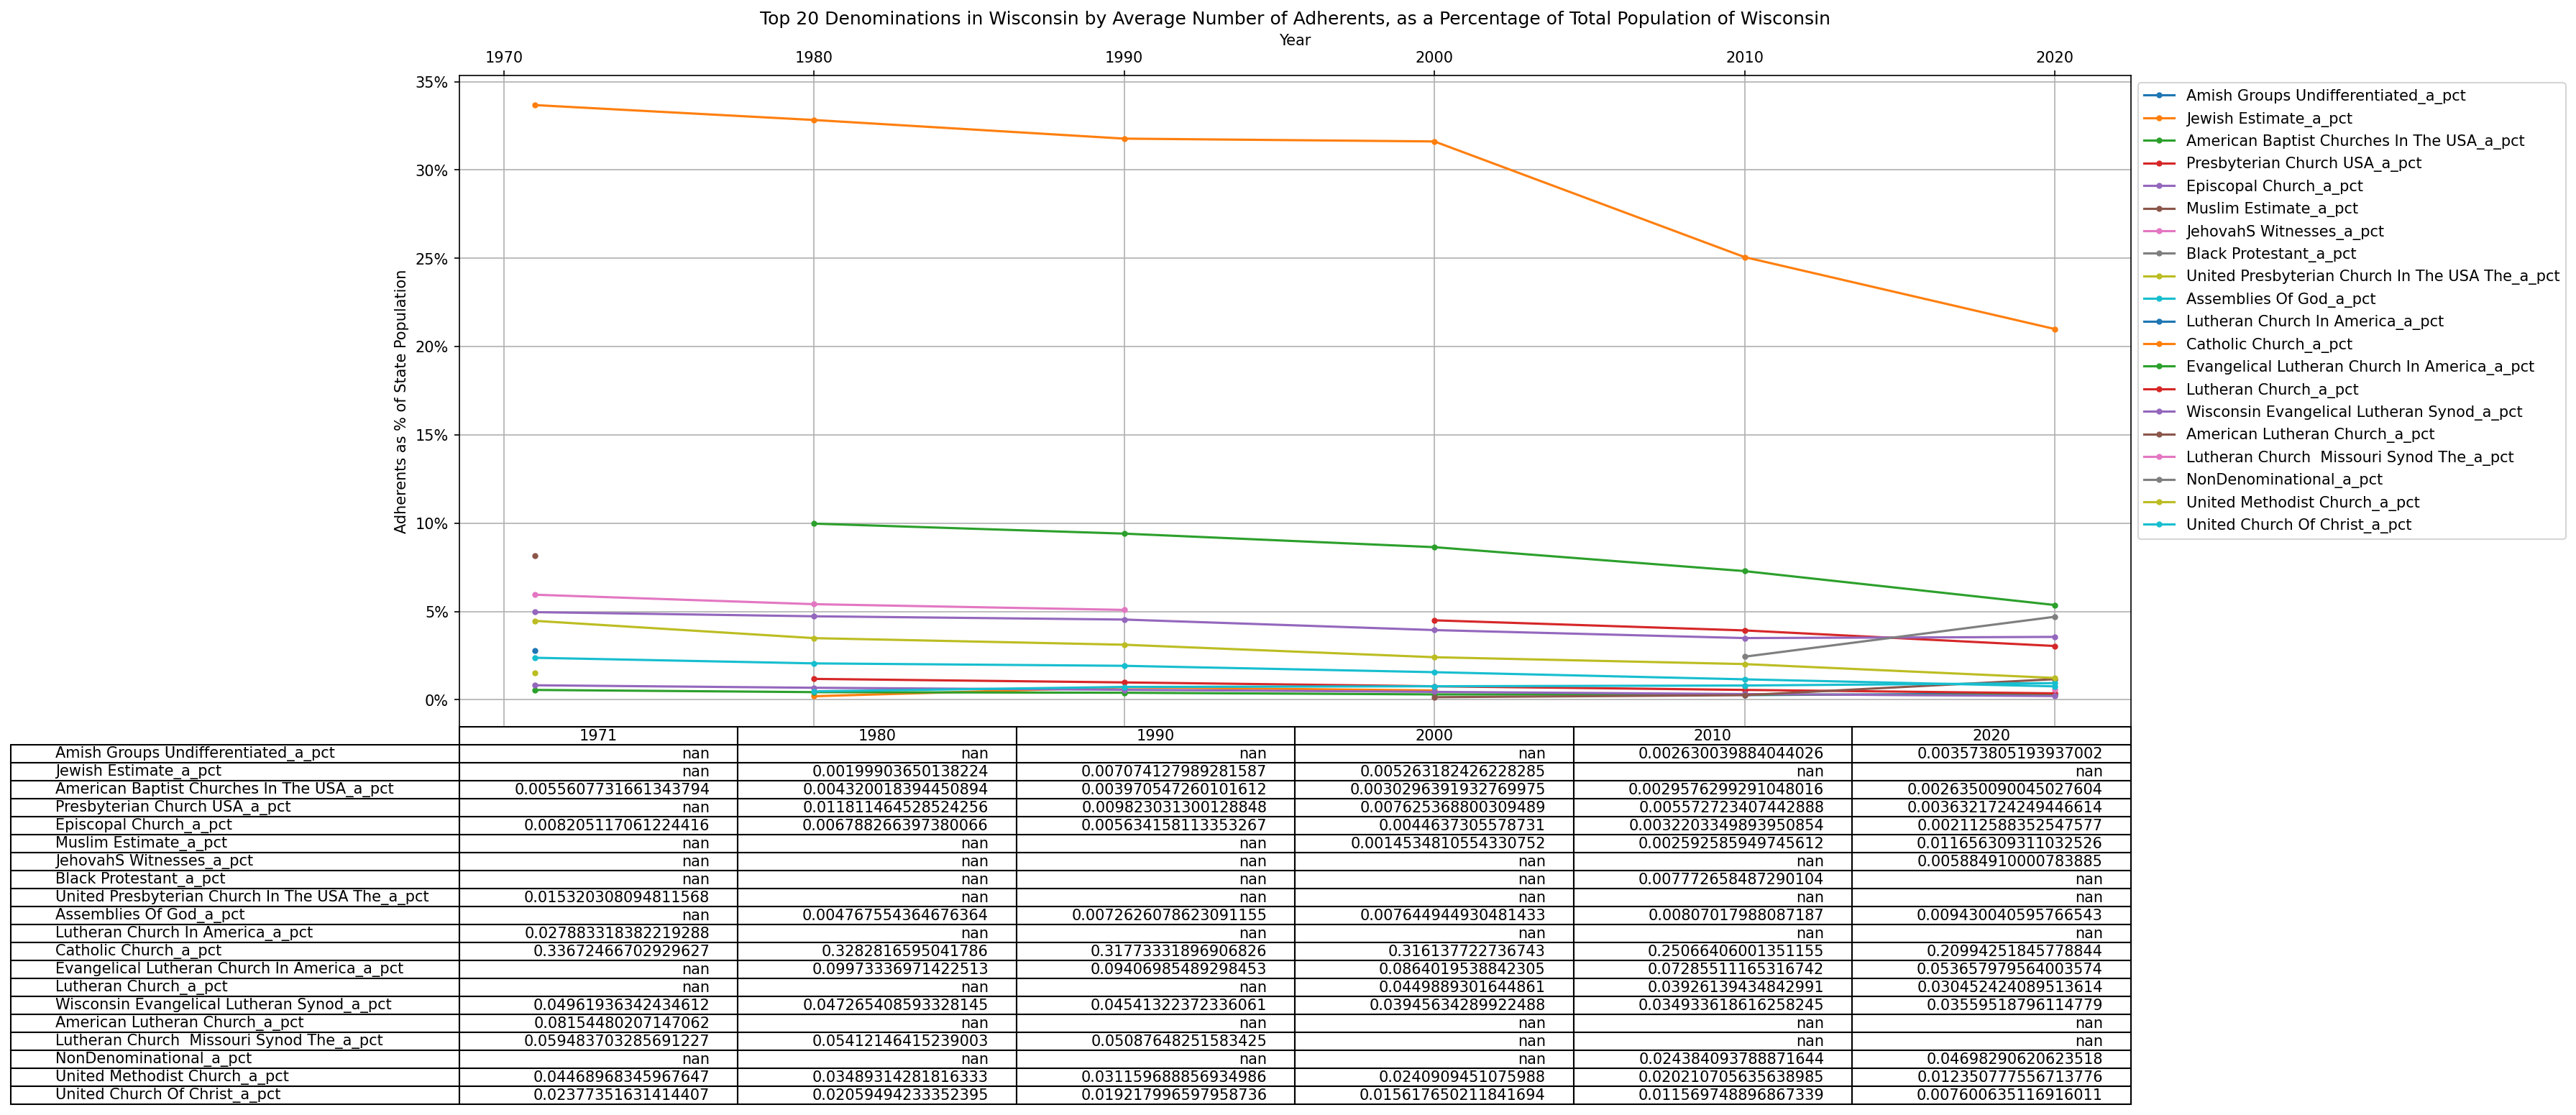 Top 20 Denominations in Wisconsin by Average Number of Adherents, as a Percentage of Total Population of Wisconsin
Year
1970 1980 1990 2000 2010 2020
35%
30%
25%
20%
15%
10%
5%
0%
Adherents as % of State Population
Amish Groups Undifferentiated_a_pct
Jewish Estimate_a_pct
American Baptist Churches In The USA_a_pct
Presbyterian Church USA_a_pct
Episcopal Church_a_pct
Muslim Estimate_a_pct
JehovahS Witnesses_a_pct
Black Protestant_a_pct
United Presbyterian Church In The USA The_a_pct
Assemblies Of God_a_pct
Lutheran Church In America_a_pct
Catholic Church_a_pct
Evangelical Lutheran Church In America_a_pct
Lutheran Church_a_pct
Wisconsin Evangelical Lutheran Synod_a_pct
American Lutheran Church_a_pct
Lutheran Church  Missouri Synod The_a_pct
NonDenominational_a_pct
United Methodist Church_a_pct
United Church Of Christ_a_pct
1971 1980 1990 2000 2010 2020
Amish Groups Undifferentiated_a_pct nan nan nan nan 0.002630039884044026 0.003573805193937002
Jewish Estimate_a_pct nan 0.00199903650138224 0.007074127989281587 0.005263182426228285 nan nan
American Baptist Churches In The USA_a_pct 0.0055607731661343794 0.004320018394450894 0.003970547260101612 0.0030296391932769975 0.0029576299291048016 0.0026350090045027604
Presbyterian Church USA_a_pct nan 0.011811464528524256 0.009823031300128848 0.007625368800309489 0.005572723407442888 0.0036321724249446614
Episcopal Church_a_pct 0.008205117061224416 0.006788266397380066 0.005634158113353267 0.0044637305578731 0.0032203349893950854 0.002112588352547577
Muslim Estimate_a_pct nan nan nan 0.0014534810554330752 0.002592585949745612 0.011656309311032526
JehovahS Witnesses_a_pct nan nan nan nan nan 0.005884910000783885
Black Protestant_a_pct nan nan nan nan 0.007772658487290104 nan
United Presbyterian Church In The USA The_a_pct 0.015320308094811568 nan nan nan nan nan
Assemblies Of God_a_pct nan 0.004767554364676364 0.0072626078623091155 0.007644944930481433 0.00807017988087187 0.009430040595766543
Lutheran Church In America_a_pct 0.027883318382219288 nan nan nan nan nan
Catholic Church_a_pct 0.33672466702929627 0.3282816595041786 0.31773331896906826 0.316137722736743 0.25066406001351155 0.209942518457788​44
Evangelical Lutheran Church In America_a_pct nan 0.09973336971422513 0.09406985489298453 0.0864019538842305 0.07285511165316742 0.053657979564003574
Lutheran Church_a_pct nan nan nan 0.0449889301644861 0.03926139434842991 0.030452424089513614
Wisconsin Evangelical Lutheran Synod_a_pct 0.04961936342434612 0.047265408593328145 0.04541322372336061 0.03945634289922488 0.034933618616258245 0.03559518796114779
American Lutheran Church_a_pct 0.08154480207147062 nan nan nan nan nan
Lutheran Church  Missouri Synod The_a_pct 0.059483703285691227 0.05412146415239003 0.05087648251583425 nan nan nan
NonDenominational_a_pct nan nan nan nan 0.024384093788871644 0.04698290620623518
United Methodist Church_a_pct 0.04468968345967647 0.03489314281816333 0.031159688856934986 0.0240909451075988 0.020210705635638985 0.012350777556713776
United Church Of Christ_a_pct 0.02377351631414407 0.02059494233352395 0.019217996597958736 0.015617650211841694 0.011569748896867339 0.007600635116916011